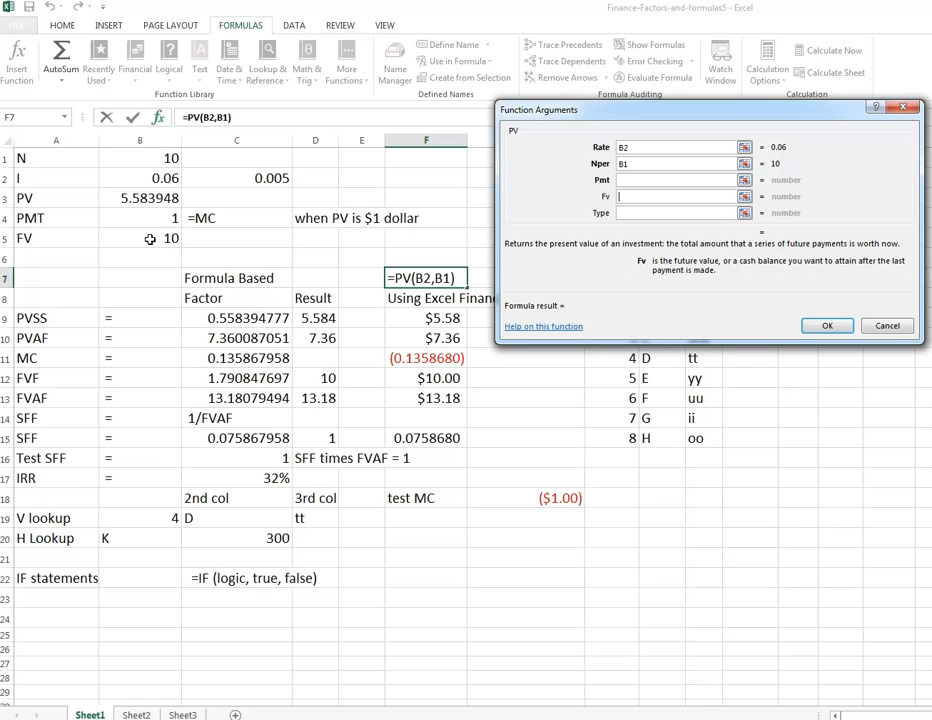 Finance-Factors-and-formulas5 - Excel
HOME INSERT PAGE LAYOUT FORMULAS DATA REVIEW VIEW
fx Σ ? A θ
Insert Function
AutoSum
Recently Used
Financial
Logical
Text
Date & Time
Lookup & Reference
Math & Trig
More Functions
Function Library
Name Manager
Define Name
Use in Formula
Create from Selection
Defined Names
Trace Precedents
Trace Dependents
Remove Arrows
Show Formulas
Error Checking
Evaluate Formula
Formula Auditing
Watch Window
Calculation Options
Calculate Now
Calculate Sheet
Calculation
F7 fx =PV(B2,B1)
A B C D E F
1 N 10
2 I 0.06 0.005
3 PV 5.583948
4 PMT 1 =MC when PV is $1 dollar
5 FV 10
6
7 Formula Based =PV(B2,B1)
8 Factor Result Using Excel Finan
9 PVSS = 0.558394777 5.584 $5.58
10 PVAF = 7.360087051 7.36 $7.36
11 MC = 0.135867958 (0.1358680) 4 D tt
12 FVF = 1.790847697 10 $10.00 5 E yy
13 FVAF = 13.18079494 13.18 $13.18 6 F uu
14 SFF = 1/FVAF 7 G ii
15 SFF = 0.075867958 1 0.0758680 8 H oo
16 Test SFF = 1 SFF times FVAF = 1
17 IRR = 32%
18 2nd col 3rd col test MC ($1.00)
19 V lookup 4 D tt
20 H Lookup K 300
21
22 IF statements =IF (logic, true, false)
23
24
25
26
27
28
29
Sheet1 Sheet2 Sheet3
Function Arguments ?
PV
Rate B2 = 0.06
Nper B1 = 10
Pmt = number
Fv = number
Type = number
=
Returns the present value of an investment: the total amount that a series of future payments is worth now.
Fv is the future value, or a cash balance you want to attain after the last
payment is made.
Formula result =
Help on this function OK Cancel